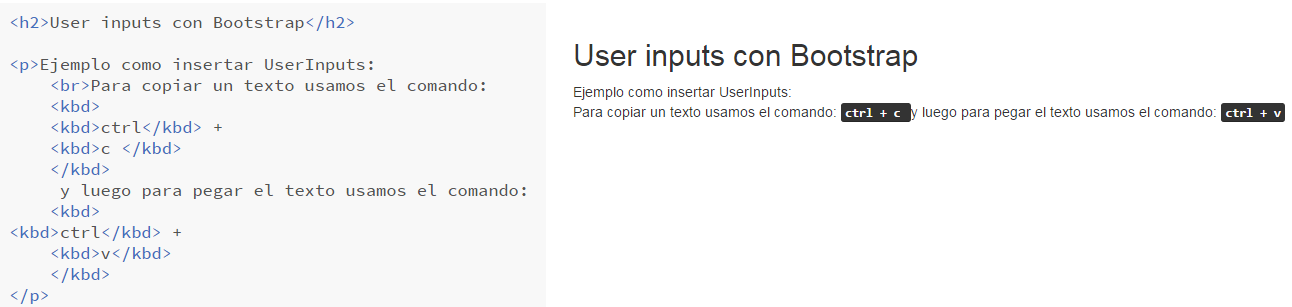 <h2>User inputs con Bootstrap</h2>
<p>Ejemplo como insertar UserInputs:
<br>Para copiar un texto usamos el comando:
<kbd>
<kbd>ctrl</kbd> +
<kbd>c </kbd>
</kbd>
y luego para pegar el texto usamos el comando:
<kbd>
<kbd>ctrl</kbd> +
<kbd>v</kbd>
</kbd>
</p>
User inputs con Bootstrap
Ejemplo como insertar UserInputs:
Para copiar un texto usamos el comando: ctrl + c y luego para pegar el texto usamos el comando: ctrl + v